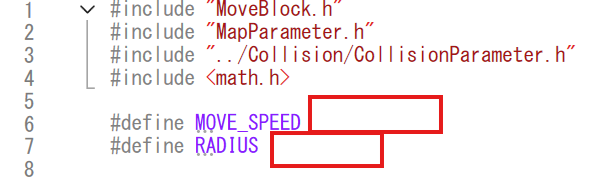 1 #include "MoveBlock.h"
2 #include "MapParameter.h"
3 #include "../Collision/CollisionParameter.h"
4 #include <math.h>
5
6 #define MOVE_SPEED
7 #define RADIUS
8